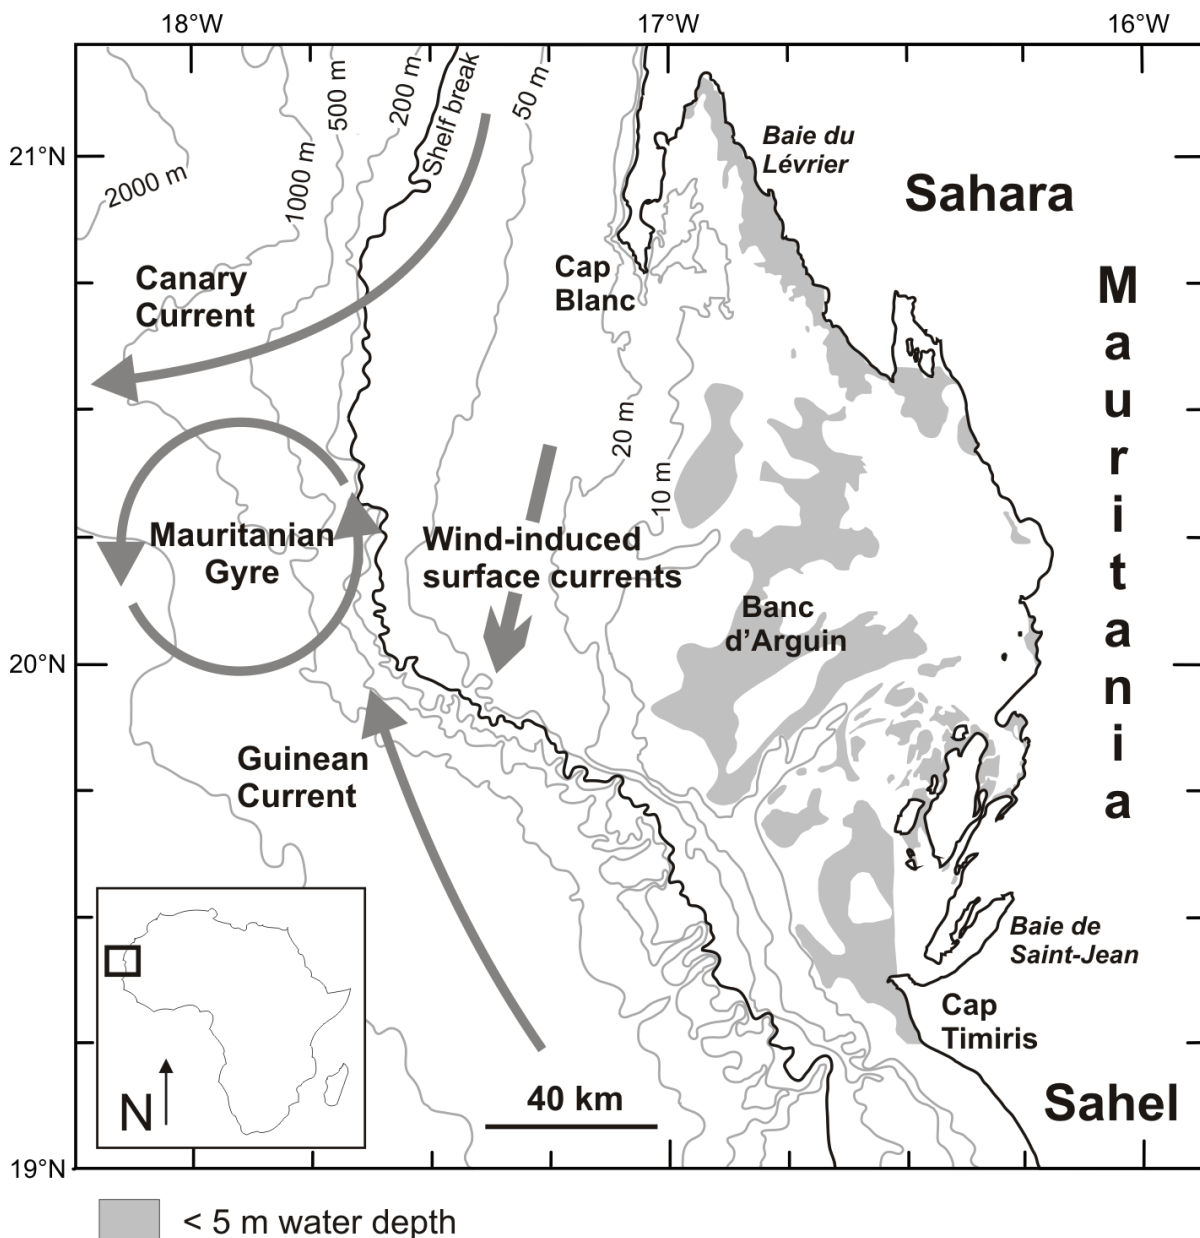 18°W
17°W
16°W
21°N
20°N
19°N
2000 m
1000 m
500 m
200 m
Shelf break
50 m
20 m
10 m
Baie du
Lévrier
Sahara
Canary
Current
Cap
Blanc
Mauritania
Mauritanian
Gyre
Wind-induced
surface currents
Banc
d’Arguin
Guinean
Current
Baie de
Saint-Jean
Cap
Timiris
Sahel
N
40 km
< 5 m water depth